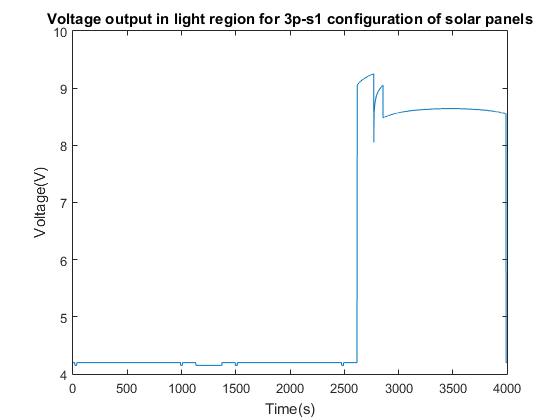 Voltage output in light region for 3p-s1 configuration of solar panels
10
9
8
7
6
5
4
Voltage(V)
0 500 1000 1500 2000 2500 3000 3500 4000
Time(s)